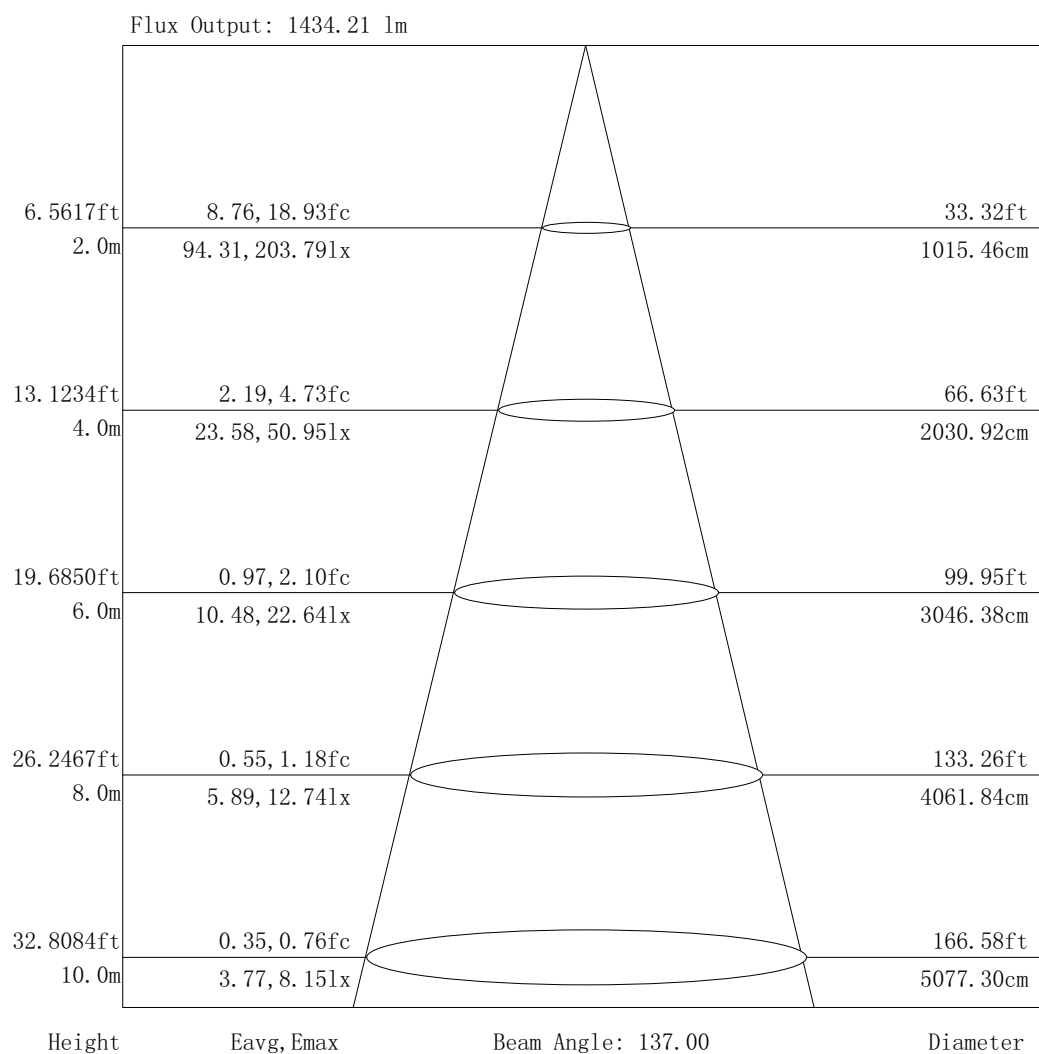 Flux Output: 1434.21 lm
6.5617ft 8.76,18.93fc 33.32ft
2.0m 94.31,203.79lx 1015.46cm
13.1234ft 2.19,4.73fc 66.63ft
4.0m 23.58,50.95lx 2030.92cm
19.6850ft 0.97,2.10fc 99.95ft
6.0m 10.48,22.64lx 3046.38cm
26.2467ft 0.55,1.18fc 133.26ft
8.0m 5.89,12.74lx 4061.84cm
32.8084ft 0.35,0.76fc 166.58ft
10.0m 3.77,8.15lx 5077.30cm
Height Eavg,Emax Beam Angle: 137.00 Diameter